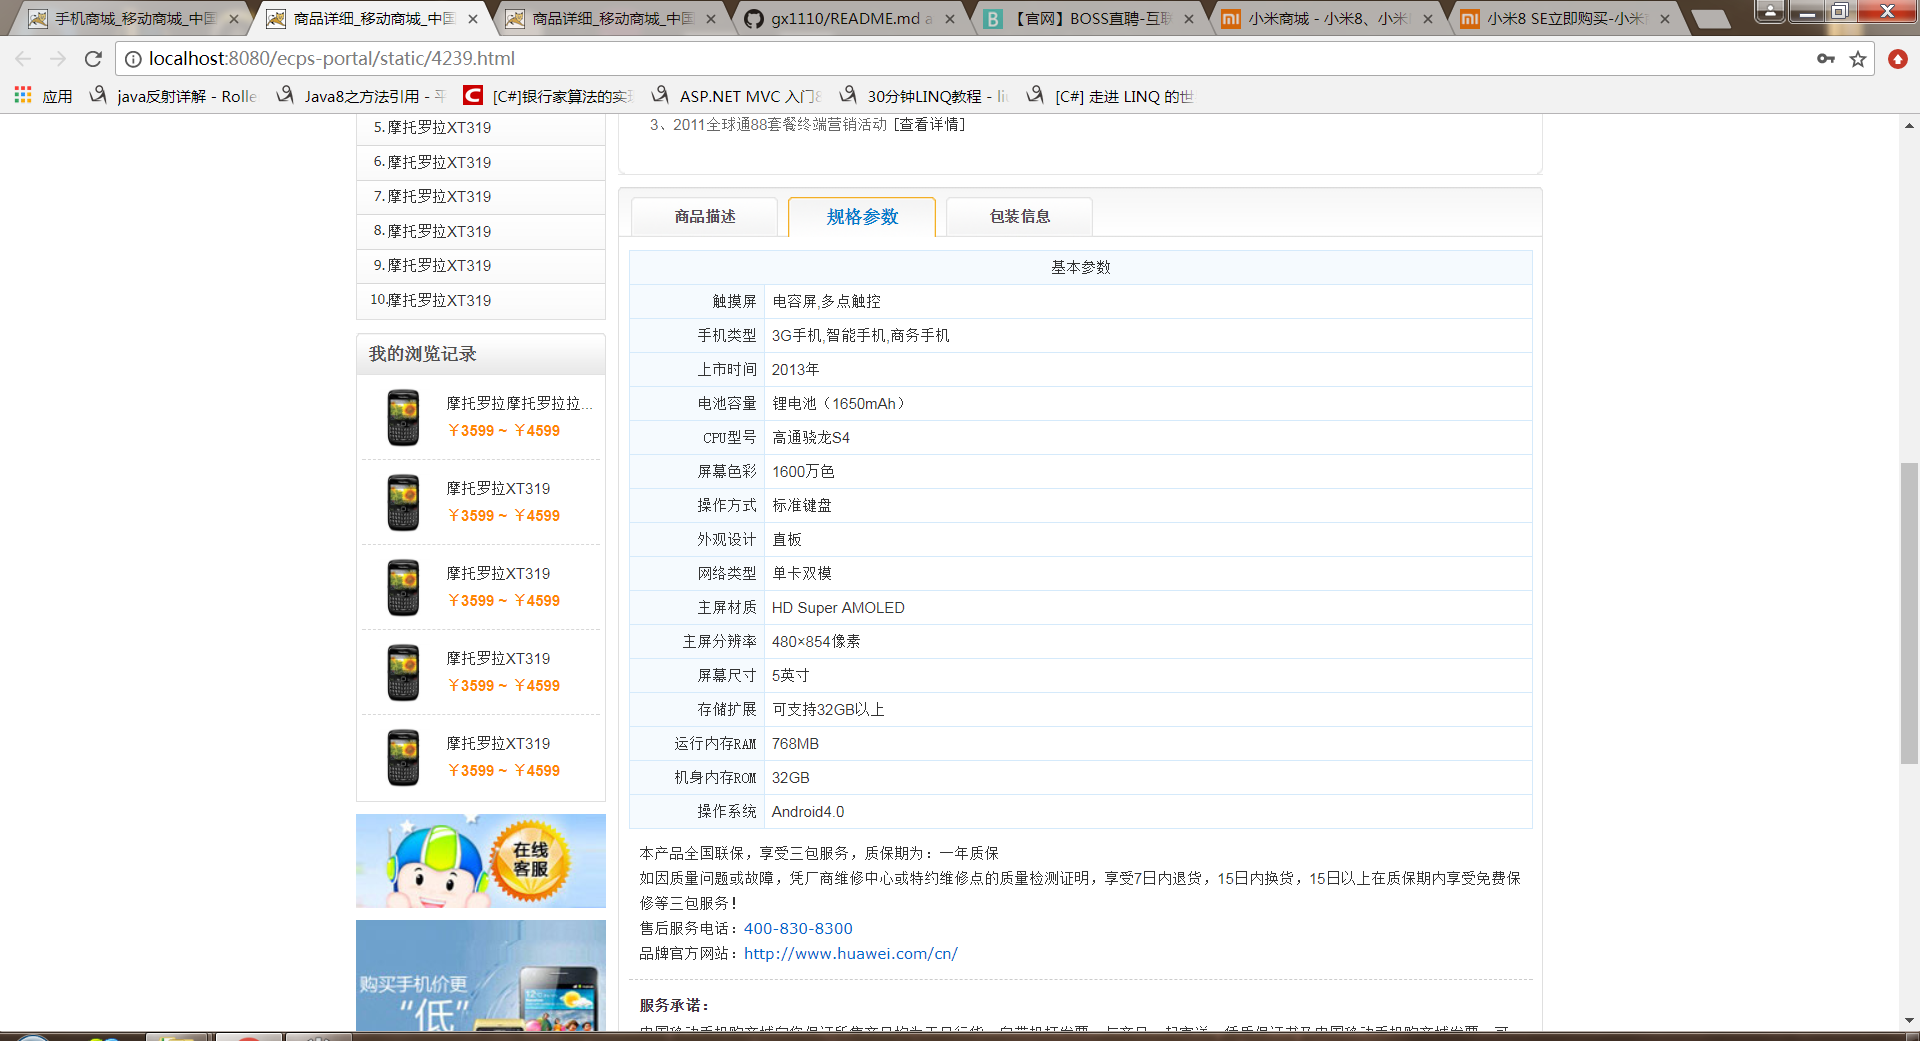 手机商城_移动商城_中国
商品详细_移动商城_中国
商品详细_移动商城_中国
gx1110/README.md a
【官网】BOSS直聘-互联
小米商城 - 小米8、小米
小米8 SE立即购买-小米
localhost:8080/ecps-portal/static/4239.html
应用
java反射详解 - Rolle
Java8之方法引用 - 平
[C#]银行家算法的实现
ASP.NET MVC 入门8
30分钟LINQ教程 - li
[C#] 走进 LINQ 的世
5.摩托罗拉XT319
6.摩托罗拉XT319
7.摩托罗拉XT319
8.摩托罗拉XT319
9.摩托罗拉XT319
10.摩托罗拉XT319
我的浏览记录
摩托罗拉摩托罗拉拉...
￥3599 ~ ￥4599
摩托罗拉XT319
￥3599 ~ ￥4599
摩托罗拉XT319
￥3599 ~ ￥4599
摩托罗拉XT319
￥3599 ~ ￥4599
摩托罗拉XT319
￥3599 ~ ￥4599
在线
客服
购买手机价更
“低”
3、2011全球通88套餐终端营销活动 [查看详情]
商品描述
规格参数
包装信息
基本参数
触摸屏 电容屏,多点触控
手机类型 3G手机,智能手机,商务手机
上市时间 2013年
电池容量 锂电池（1650mAh）
CPU型号 高通骁龙S4
屏幕色彩 1600万色
操作方式 标准键盘
外观设计 直板
网络类型 单卡双模
主屏材质 HD Super AMOLED
主屏分辨率 480×854像素
屏幕尺寸 5英寸
存储扩展 可支持32GB以上
运行内存RAM 768MB
机身内存ROM 32GB
操作系统 Android4.0
本产品全国联保，享受三包服务，质保期为：一年质保
如因质量问题或故障，凭厂商维修中心或特约维修点的质量检测证明，享受7日内退货，15日内换货，15日以上在质保期内享受免费保
修等三包服务！
售后服务电话：400-830-8300
品牌官方网站：http://www.huawei.com/cn/
服务承诺：